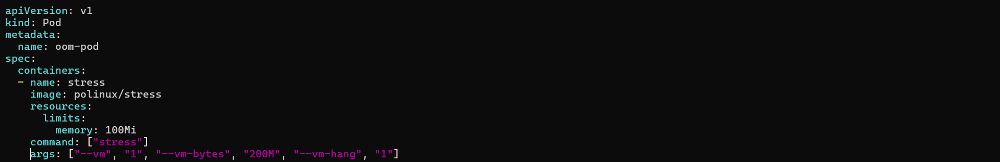 apiVersion: v1
kind: Pod
metadata:
  name: oom-pod
spec:
  containers:
  - name: stress
    image: polinux/stress
    resources:
      limits:
        memory: 100Mi
    command: ["stress"]
    args: ["--vm", "1", "--vm-bytes", "200M", "--vm-hang", "1"]